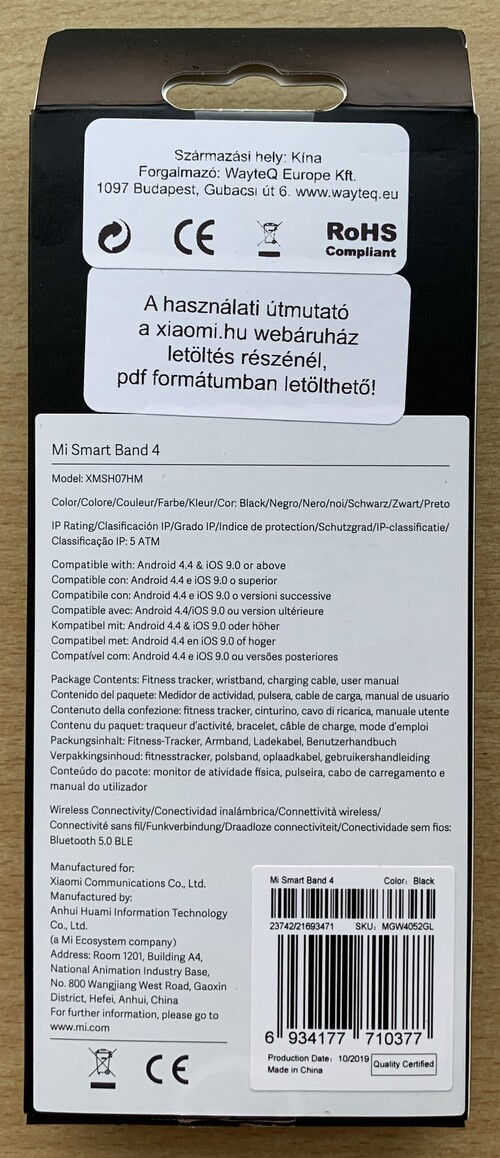 Származási hely: Kína
Forgalmazó: WayteQ Europe Kft.
1097 Budapest, Gubacsi út 6. www.wayteq.eu
CE
RoHS
Compliant
A használati útmutató
a xiaomi.hu webáruház
letöltés részénél,
pdf formátumban letölthető!
Mi Smart Band 4
Model: XMSH07HM
Color/Colore/Couleur/Farbe/Kleur/Cor: Black/Negro/Nero/noi/Schwarz/Zwart/Preto
IP Rating/Clasificación IP/Grado IP/Indice de protection/Schutzgrad/IP-classificatie/
Classificação IP: 5 ATM
Compatible with: Android 4.4 & iOS 9.0 or above
Compatible con: Android 4.4 e iOS 9.0 o superior
Compatibile con: Android 4.4 e iOS 9.0 o versioni successive
Compatible avec: Android 4.4/iOS 9.0 ou version ultérieure
Kompatibel mit: Android 4.4 & iOS 9.0 oder höher
Compatibel met: Android 4.4 en iOS 9.0 of hoger
Compatível com: Android 4.4 e iOS 9.0 ou versões posteriores
Package Contents: Fitness tracker, wristband, charging cable, user manual
Contenido del paquete: Medidor de actividad, pulsera, cable de carga, manual de usuario
Contenuto della confezione: fitness tracker, cinturino, cavo di ricarica, manuale utente
Contenu du paquet: traqueur d'activité, bracelet, câble de charge, mode d'emploi
Packungsinhalt: Fitness-Tracker, Armband, Ladekabel, Benutzerhandbuch
Verpakkingsinhoud: fitnesstracker, polsband, oplaadkabel, gebruikershandleiding
Conteúdo do pacote: monitor de atividade física, pulseira, cabo de carregamento e
manual do utilizador
Wireless Connectivity/Conectividad inalámbrica/Connettività wireless/
Connectivité sans fil/Funkverbindung/Draadloze connectiviteit/Conectividade sem fios:
Bluetooth 5.0 BLE
Manufactured for:
Xiaomi Communications Co., Ltd.
Manufactured by:
Anhui Huami Information Technology
Co., Ltd.
(a Mi Ecosystem company)
Address: Room 1201, Building A4,
National Animation Industry Base,
No. 800 Wangjiang West Road, Gaoxin
District, Hefei, Anhui, China
For further information, please go to
www.mi.com
CE
Mi Smart Band 4 Color: Black
23742/21693471 SKU: MGW4052GL
6 934177 710377
Production Date: 10/2019
Made in China
Quality Certified